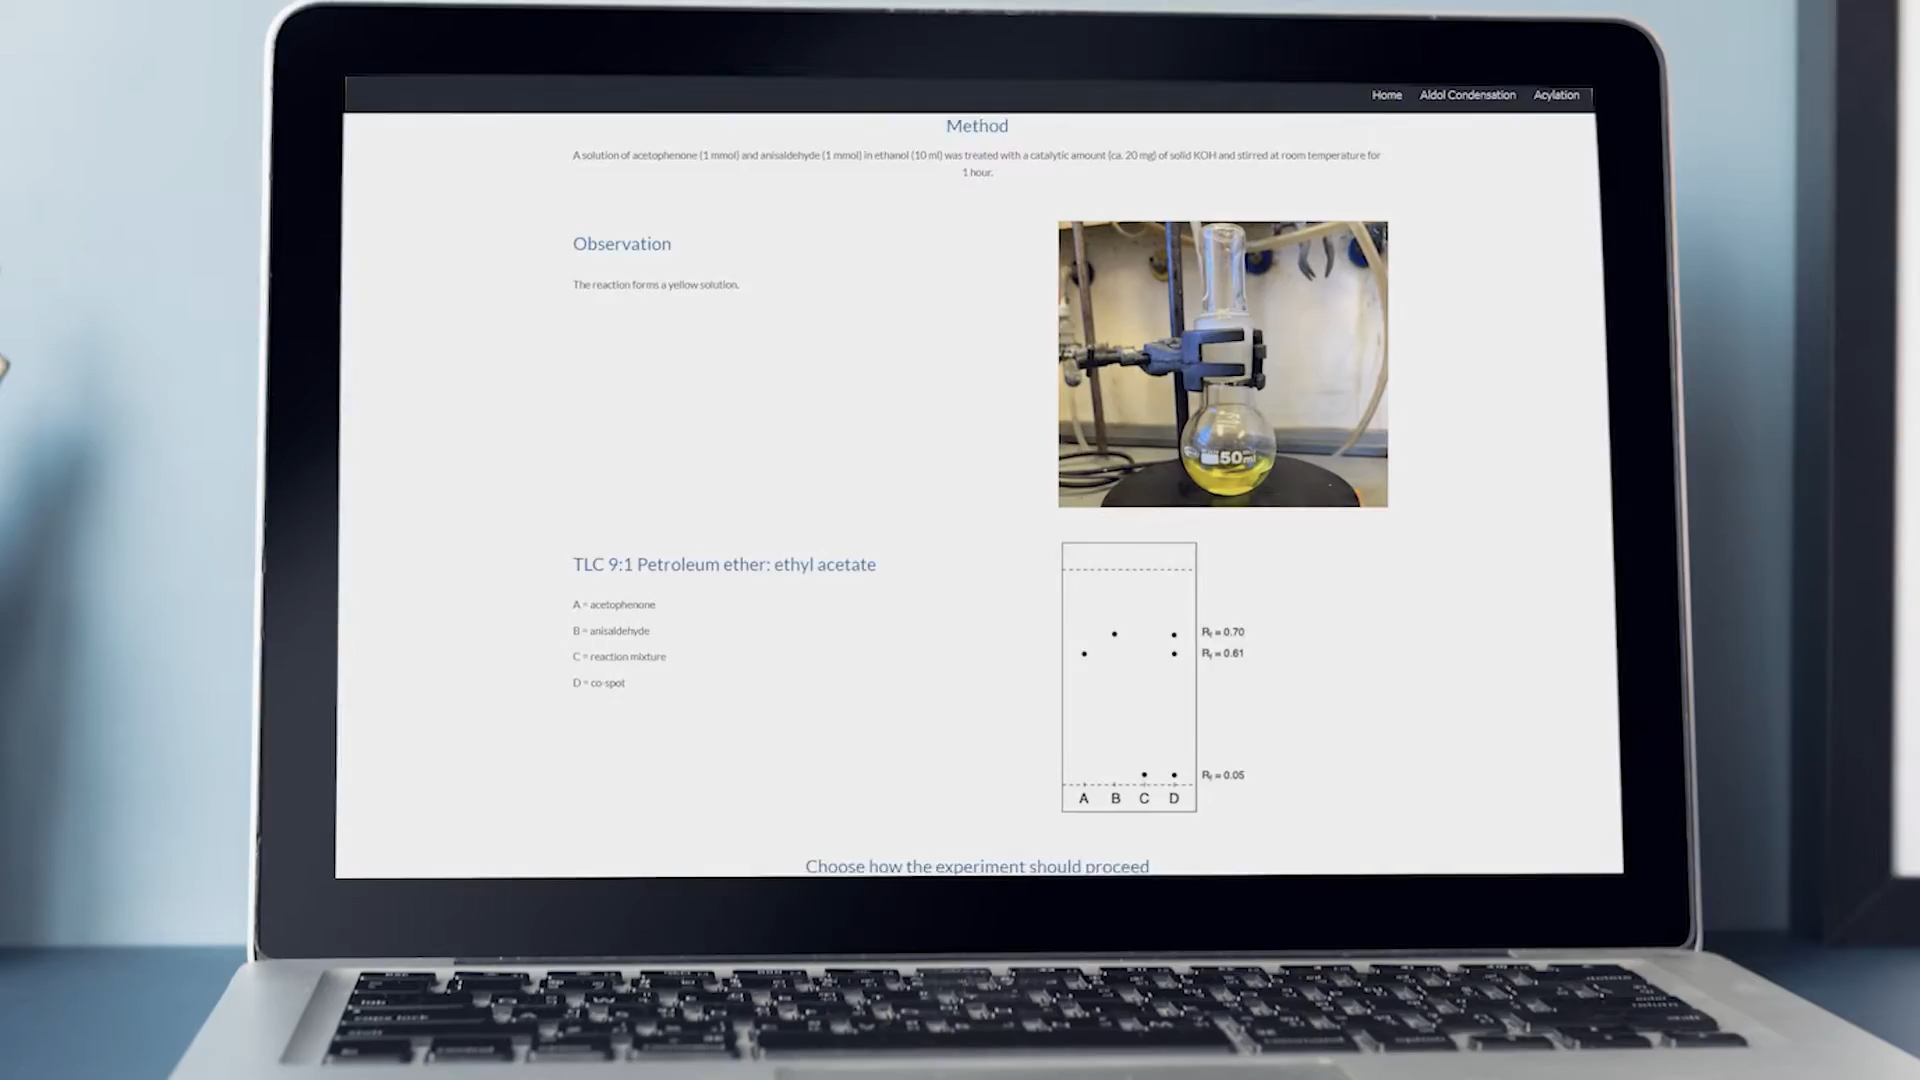 Home Aldol Condensation Acylation
Method
A solution of acetophenone (1 mmol) and anisaldehyde (1 mmol) in ethanol (10 ml) was treated with a catalytic amount (ca. 20 mg) of solid KOH and stirred at room temperature for
1 hour.
Observation
The reaction forms a yellow solution.
50ml
TLC 9:1 Petroleum ether: ethyl acetate
A = acetophenone
B = anisaldehyde
C = reaction mixture
D = co-spot
Rf = 0.70
Rf = 0.61
Rf = 0.05
A B C D
Choose how the experiment should proceed